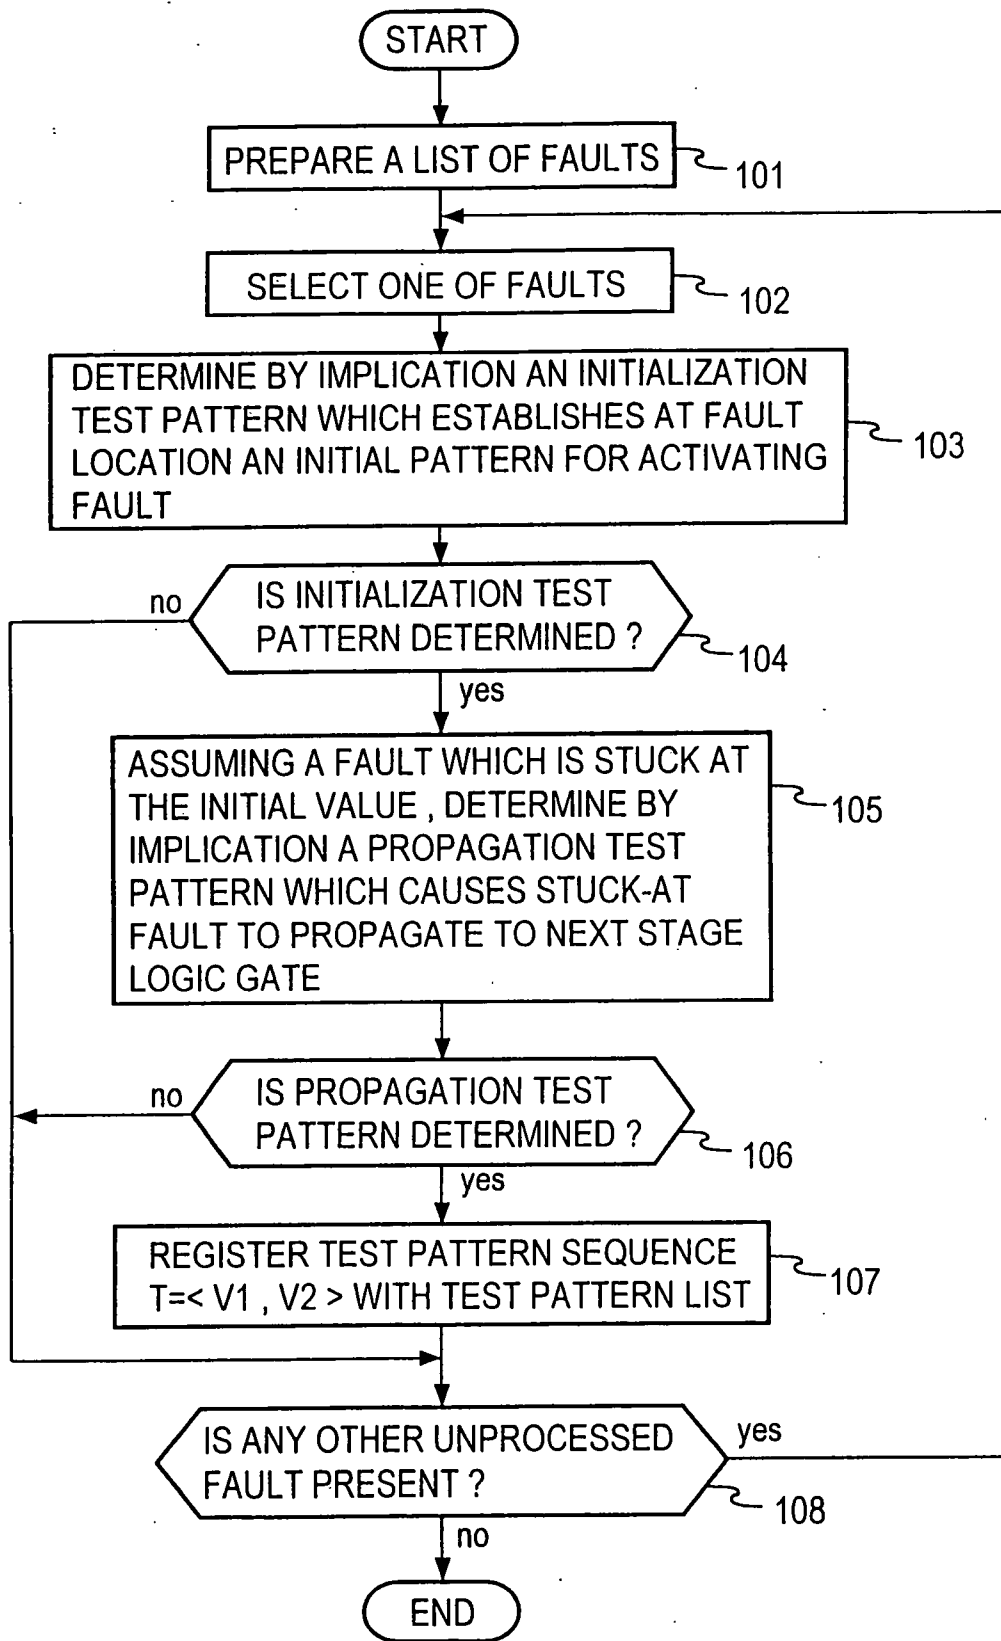 START
PREPARE A LIST OF FAULTS
101
SELECT ONE OF FAULTS
102
DETERMINE BY IMPLICATION AN INITIALIZATION
TEST PATTERN WHICH ESTABLISHES AT FAULT
LOCATION AN INITIAL PATTERN FOR ACTIVATING
FAULT
103
IS INITIALIZATION TEST
PATTERN DETERMINED ?
no
104
yes
ASSUMING A FAULT WHICH IS STUCK AT
THE INITIAL VALUE , DETERMINE BY
IMPLICATION A PROPAGATION TEST
PATTERN WHICH CAUSES STUCK-AT
FAULT TO PROPAGATE TO NEXT STAGE
LOGIC GATE
105
IS PROPAGATION TEST
PATTERN DETERMINED ?
no
106
yes
REGISTER TEST PATTERN SEQUENCE
T=< V1 , V2 > WITH TEST PATTERN LIST
107
IS ANY OTHER UNPROCESSED
FAULT PRESENT ?
yes
108
no
END